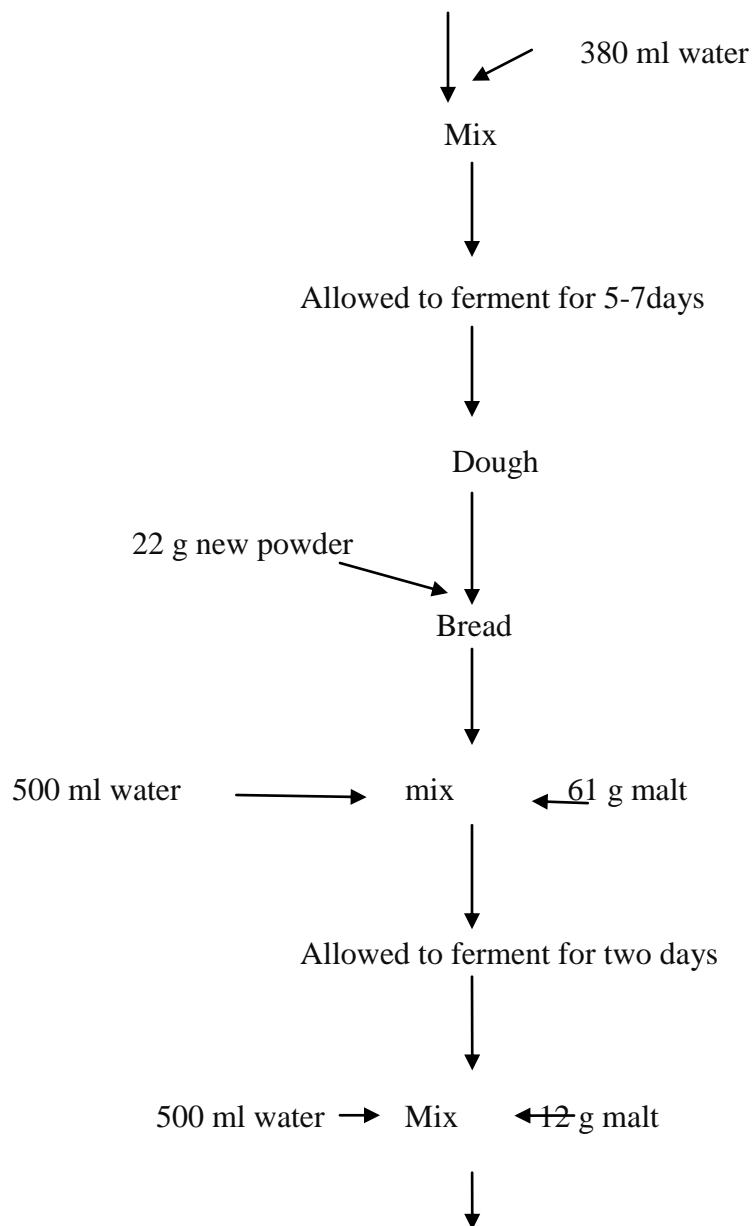 380 ml water
Mix
Allowed to ferment for 5-7days
Dough
22 g new powder
Bread
500 ml water mix 61 g malt
Allowed to ferment for two days
500 ml water Mix 12 g malt